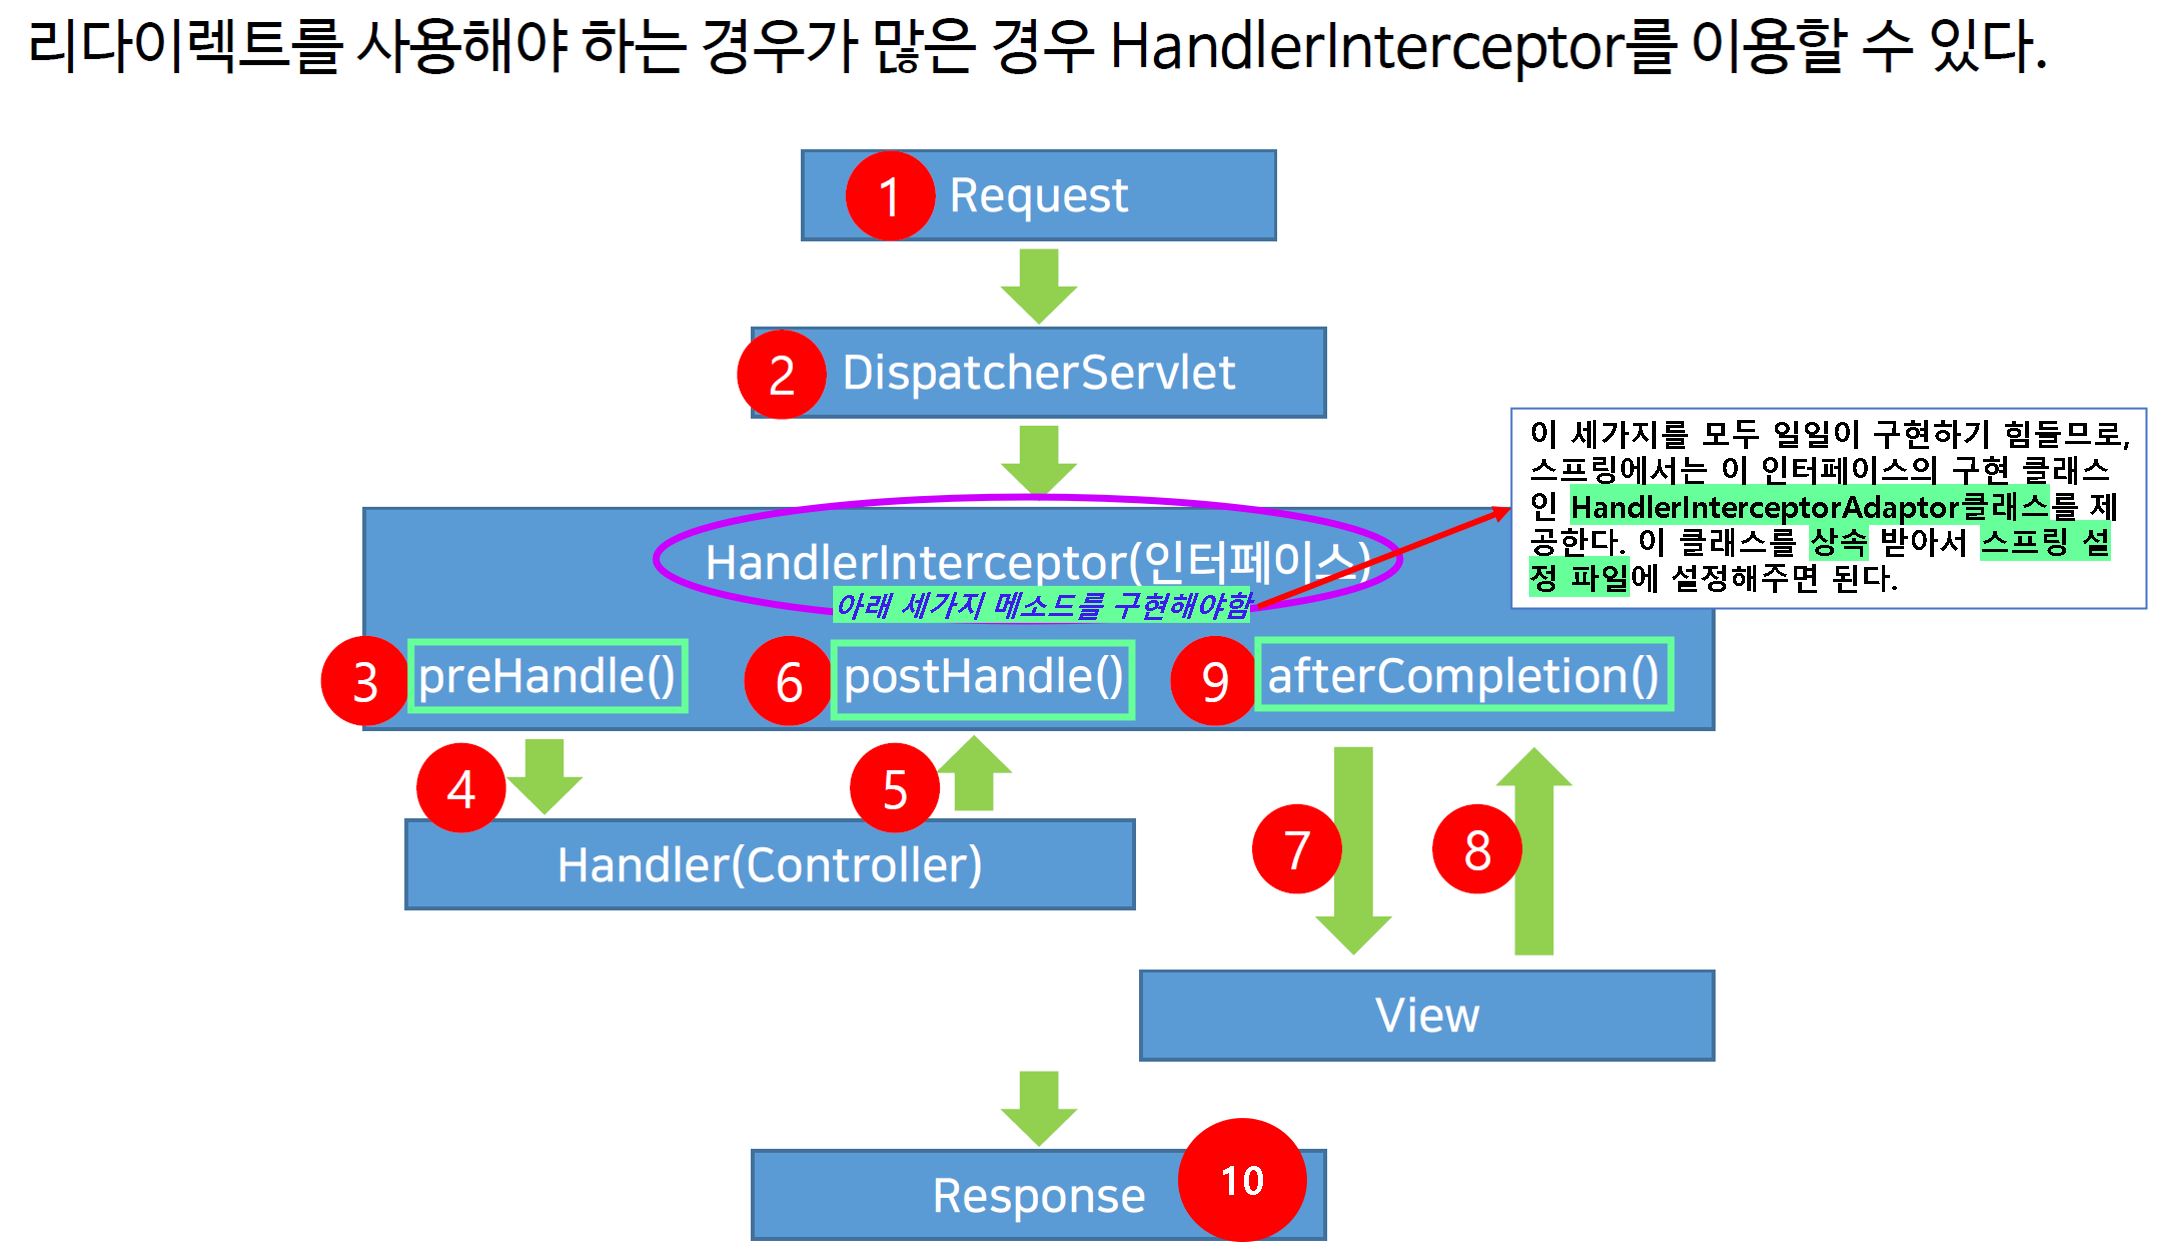 리다이렉트를 사용해야 하는 경우가 많은 경우 HandlerInterceptor를 이용할 수 있다.
1 Request
2 DispatcherServlet
이 세가지를 모두 일일이 구현하기 힘들므로,
스프링에서는 이 인터페이스의 구현 클래스
인 HandlerInterceptorAdaptor클래스를 제
공한다. 이 클래스를 상속 받아서 스프링 설
정 파일에 설정해주면 된다.
HandlerInterceptor(인터페이스)
아래 세가지 메소드를 구현해야함
3 preHandle() 6 postHandle() 9 afterCompletion()
4 5
7 8
Handler(Controller)
View
Response 10